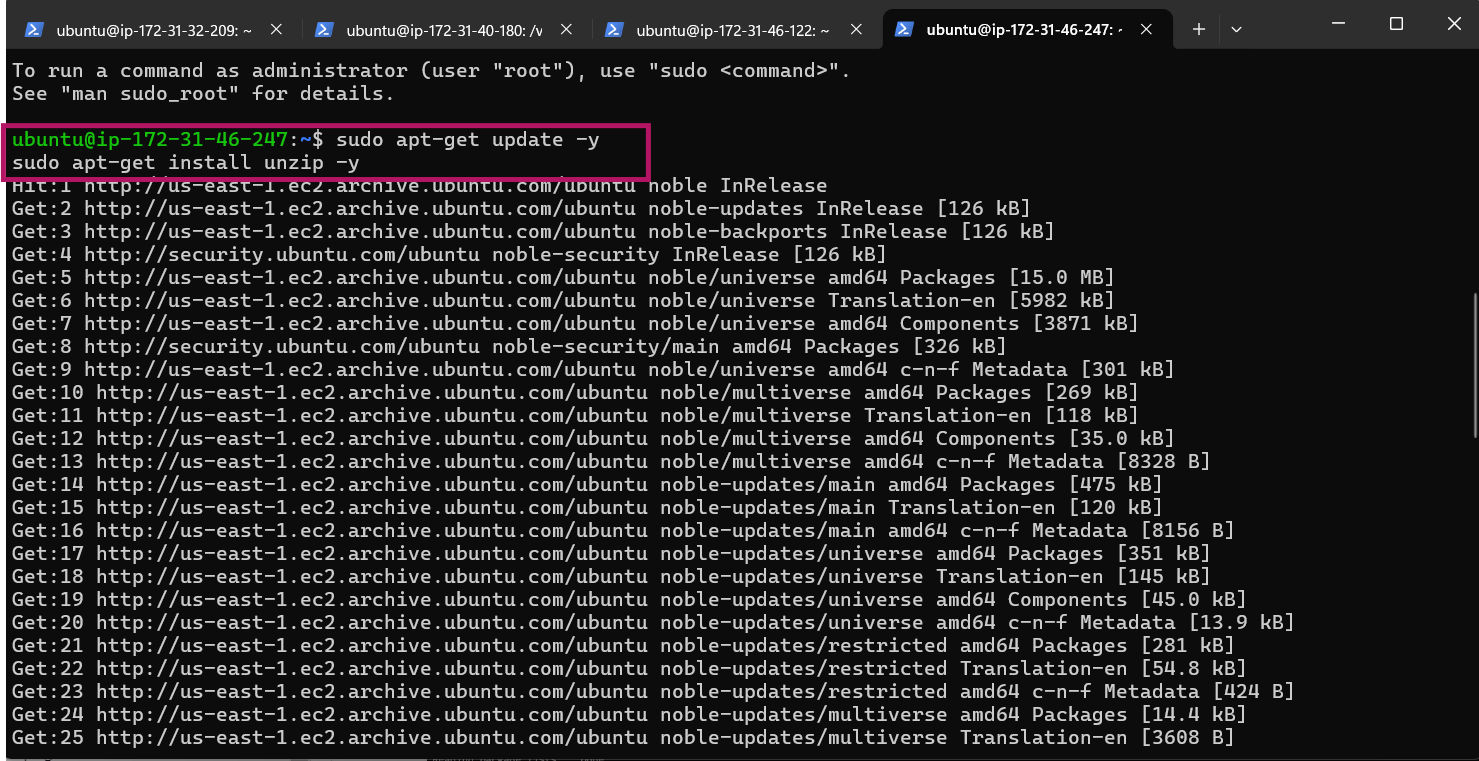 ubuntu@ip-172-31-32-209: ~
ubuntu@ip-172-31-40-180: /v
ubuntu@ip-172-31-46-122: ~
ubuntu@ip-172-31-46-247: ~
To run a command as administrator (user "root"), use "sudo <command>".
See "man sudo_root" for details.
ubuntu@ip-172-31-46-247:~$ sudo apt-get update -y
sudo apt-get install unzip -y
Hit:1 http://us-east-1.ec2.archive.ubuntu.com/ubuntu noble InRelease
Get:2 http://us-east-1.ec2.archive.ubuntu.com/ubuntu noble-updates InRelease [126 kB]
Get:3 http://us-east-1.ec2.archive.ubuntu.com/ubuntu noble-backports InRelease [126 kB]
Get:4 http://security.ubuntu.com/ubuntu noble-security InRelease [126 kB]
Get:5 http://us-east-1.ec2.archive.ubuntu.com/ubuntu noble/universe amd64 Packages [15.0 MB]
Get:6 http://us-east-1.ec2.archive.ubuntu.com/ubuntu noble/universe Translation-en [5982 kB]
Get:7 http://us-east-1.ec2.archive.ubuntu.com/ubuntu noble/universe amd64 Components [3871 kB]
Get:8 http://security.ubuntu.com/ubuntu noble-security/main amd64 Packages [326 kB]
Get:9 http://us-east-1.ec2.archive.ubuntu.com/ubuntu noble/universe amd64 c-n-f Metadata [301 kB]
Get:10 http://us-east-1.ec2.archive.ubuntu.com/ubuntu noble/multiverse amd64 Packages [269 kB]
Get:11 http://us-east-1.ec2.archive.ubuntu.com/ubuntu noble/multiverse Translation-en [118 kB]
Get:12 http://us-east-1.ec2.archive.ubuntu.com/ubuntu noble/multiverse amd64 Components [35.0 kB]
Get:13 http://us-east-1.ec2.archive.ubuntu.com/ubuntu noble/multiverse amd64 c-n-f Metadata [8328 B]
Get:14 http://us-east-1.ec2.archive.ubuntu.com/ubuntu noble-updates/main amd64 Packages [475 kB]
Get:15 http://us-east-1.ec2.archive.ubuntu.com/ubuntu noble-updates/main Translation-en [120 kB]
Get:16 http://us-east-1.ec2.archive.ubuntu.com/ubuntu noble-updates/main amd64 c-n-f Metadata [8156 B]
Get:17 http://us-east-1.ec2.archive.ubuntu.com/ubuntu noble-updates/universe amd64 Packages [351 kB]
Get:18 http://us-east-1.ec2.archive.ubuntu.com/ubuntu noble-updates/universe Translation-en [145 kB]
Get:19 http://us-east-1.ec2.archive.ubuntu.com/ubuntu noble-updates/universe amd64 Components [45.0 kB]
Get:20 http://us-east-1.ec2.archive.ubuntu.com/ubuntu noble-updates/universe amd64 c-n-f Metadata [13.9 kB]
Get:21 http://us-east-1.ec2.archive.ubuntu.com/ubuntu noble-updates/restricted amd64 Packages [281 kB]
Get:22 http://us-east-1.ec2.archive.ubuntu.com/ubuntu noble-updates/restricted Translation-en [54.8 kB]
Get:23 http://us-east-1.ec2.archive.ubuntu.com/ubuntu noble-updates/restricted amd64 c-n-f Metadata [424 B]
Get:24 http://us-east-1.ec2.archive.ubuntu.com/ubuntu noble-updates/multiverse amd64 Packages [14.4 kB]
Get:25 http://us-east-1.ec2.archive.ubuntu.com/ubuntu noble-updates/multiverse Translation-en [3608 B]